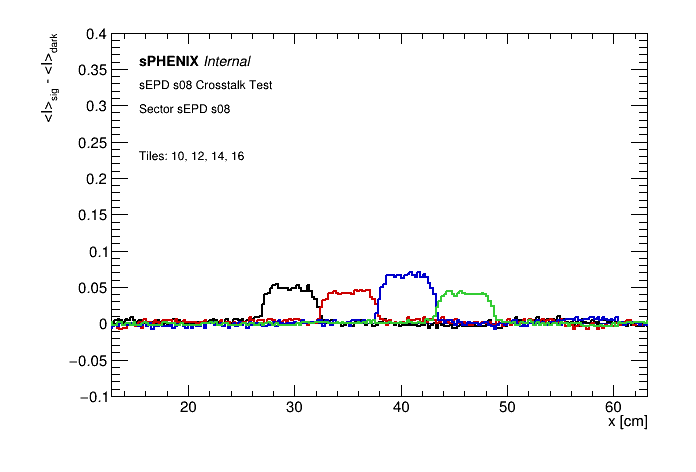 <I>sig - <I>dark
0.4
0.35
0.3
0.25
0.2
0.15
0.1
0.05
0
−0.05
−0.1
sPHENIX Internal
sEPD s08 Crosstalk Test
Sector sEPD s08
Tiles: 10, 12, 14, 16
20 30 40 50 60
x [cm]